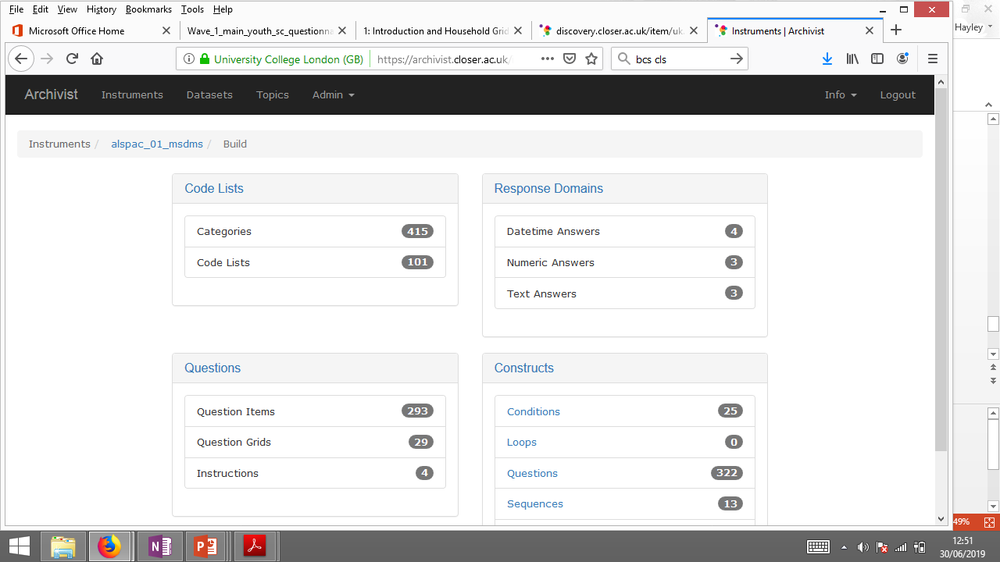 File Edit View History Bookmarks Tools Help
Microsoft Office Home
Wave_1_main_youth_sc_questionn
1: Introduction and Household Grid
discovery.closer.ac.uk/item/uk.
Instruments | Archivist
Hayley
University College London (GB)
https://archivist.closer.ac.uk/
bcs cls
Archivist Instruments Datasets Topics Admin Info Logout
Instruments / alspac_01_msdms / Build
Code Lists
Categories 415
Code Lists 101
Response Domains
Datetime Answers 4
Numeric Answers 3
Text Answers 3
Questions
Question Items 293
Question Grids 29
Instructions 4
Constructs
Conditions 25
Loops 0
Questions 322
Sequences 13
49%
12:51
30/06/2019